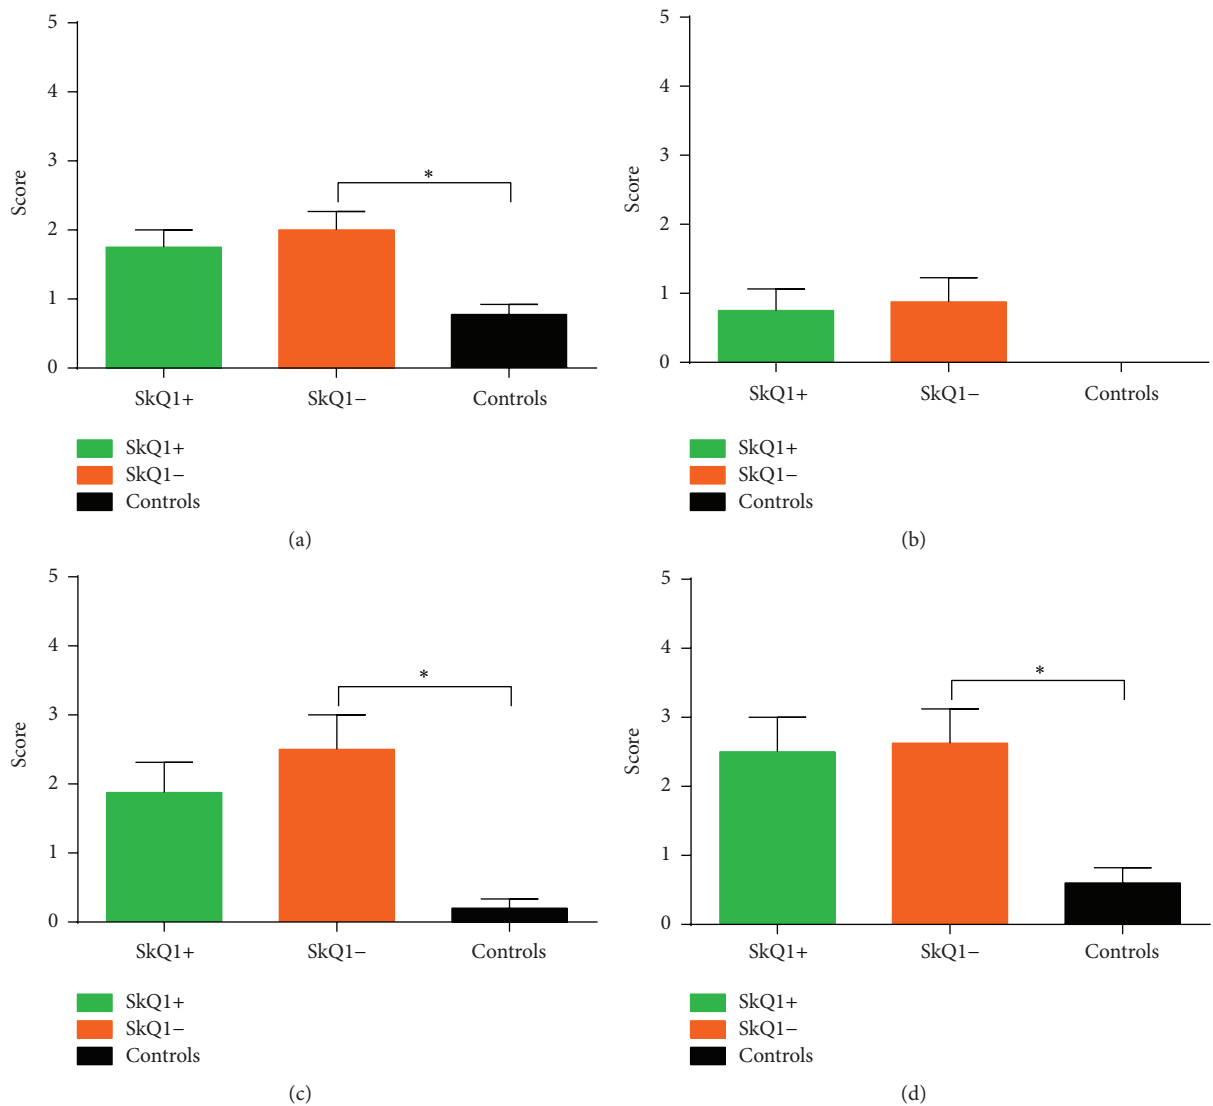 5
4
3
2
1
0
Score
*
SkQ1+ SkQ1− Controls
SkQ1+
SkQ1−
Controls
(a)
5
4
3
2
1
0
Score
SkQ1+ SkQ1− Controls
SkQ1+
SkQ1−
Controls
(b)
5
4
3
2
1
0
Score
*
SkQ1+ SkQ1− Controls
SkQ1+
SkQ1−
Controls
(c)
5
4
3
2
1
0
Score
*
SkQ1+ SkQ1− Controls
SkQ1+
SkQ1−
Controls
(d)